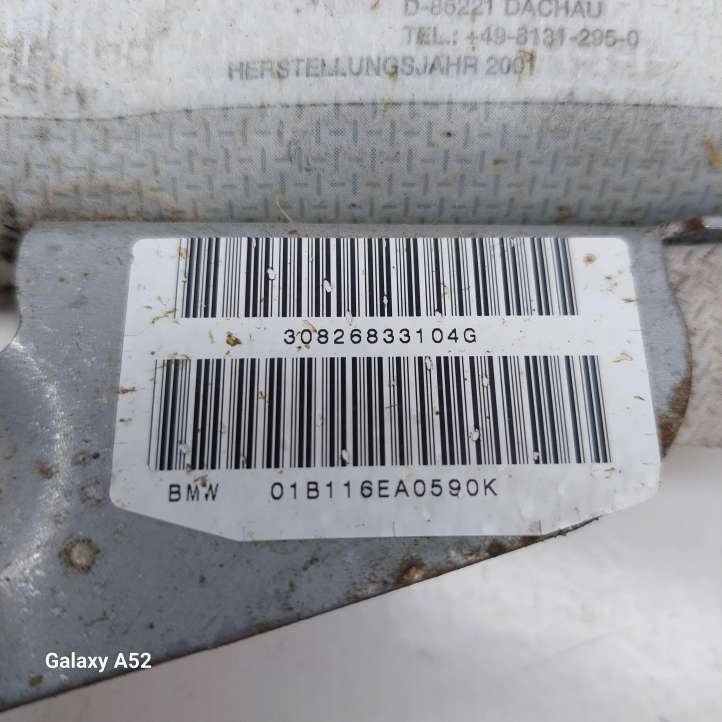 D-85221 DACHAU
TEL.: +49-8131-295-0
HERSTELLUNGSJAHR 2001
30826833104G
BMW 01B116EA0590K
Galaxy A52